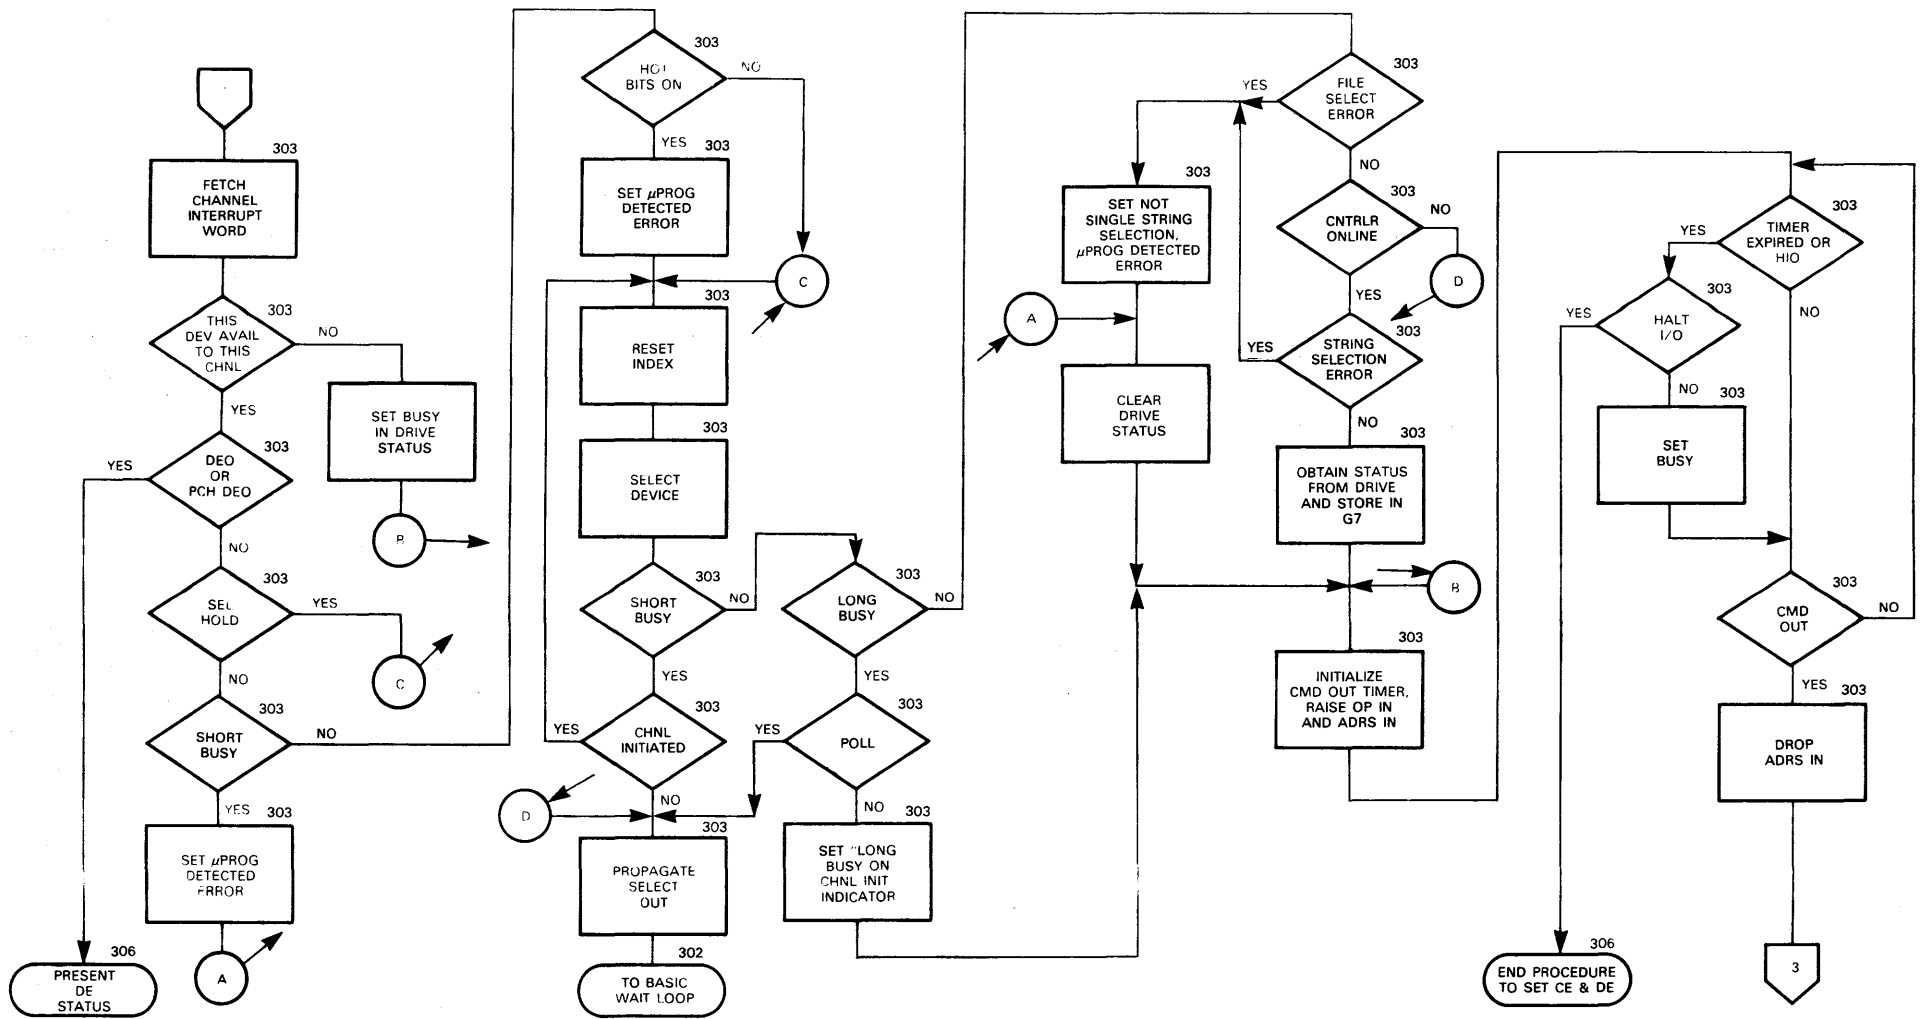 303
FETCH
CHANNEL
INTERRUPT
WORD
303
THIS
DEV AVAIL
TO THIS
CHNL
NO
YES
SET BUSY
IN DRIVE
STATUS
B
303
DEO
OR
PCH DEO
YES
NO
303
SEL
HOLD
YES
C
NO
303
SHORT
BUSY
NO
YES
303
SET µPROG
DETECTED
ERROR
A
306
PRESENT
DE
STATUS
303
HOT
BITS ON
NO
YES
303
SET µPROG
DETECTED
ERROR
C
303
RESET
INDEX
303
SELECT
DEVICE
303
SHORT
BUSY
NO
YES
303
CHNL
INITIATED
YES
NO
D
303
PROPAGATE
SELECT
OUT
302
TO BASIC
WAIT LOOP
303
LONG
BUSY
NO
YES
303
POLL
YES
NO
303
SET "LONG
BUSY ON
CHNL INIT
INDICATOR
303
SET NOT
SINGLE STRING
SELECTION,
µPROG DETECTED
ERROR
A
CLEAR
DRIVE
STATUS
303
FILE
SELECT
ERROR
YES
NO
303
CNTRLR
ONLINE
NO
D
YES
303
STRING
SELECTION
ERROR
YES
NO
303
OBTAIN STATUS
FROM DRIVE
AND STORE IN
G7
B
303
INITIALIZE
CMD OUT TIMER,
RAISE OP IN
AND ADRS IN
303
TIMER
EXPIRED OR
HIO
YES
NO
303
HALT
I/O
YES
NO
303
SET
BUSY
303
CMD
OUT
NO
YES
303
DROP
ADRS IN
306
END PROCEDURE
TO SET CE & DE
3